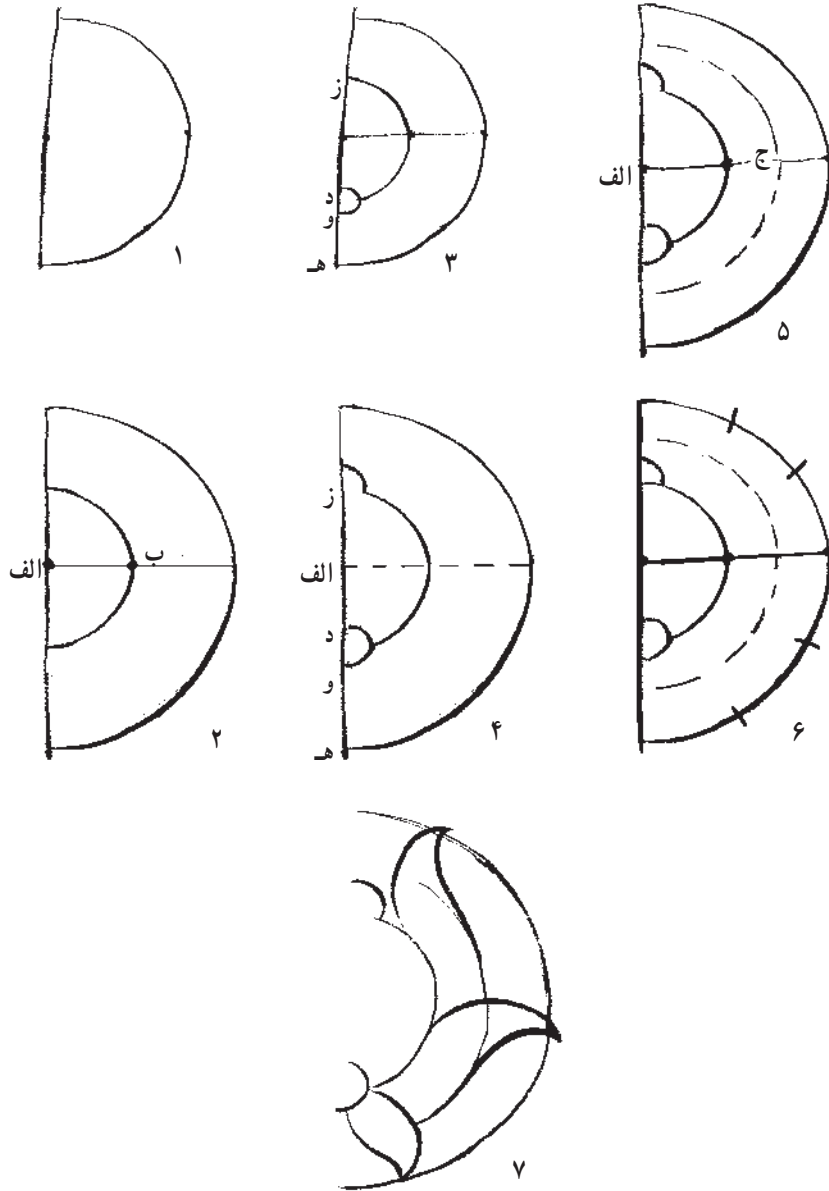 ز
د
و
هـ
۳
۱
ج
الف
۵
ب
الف
۲
ز
الف
د
و
هـ
۴
۶
۷